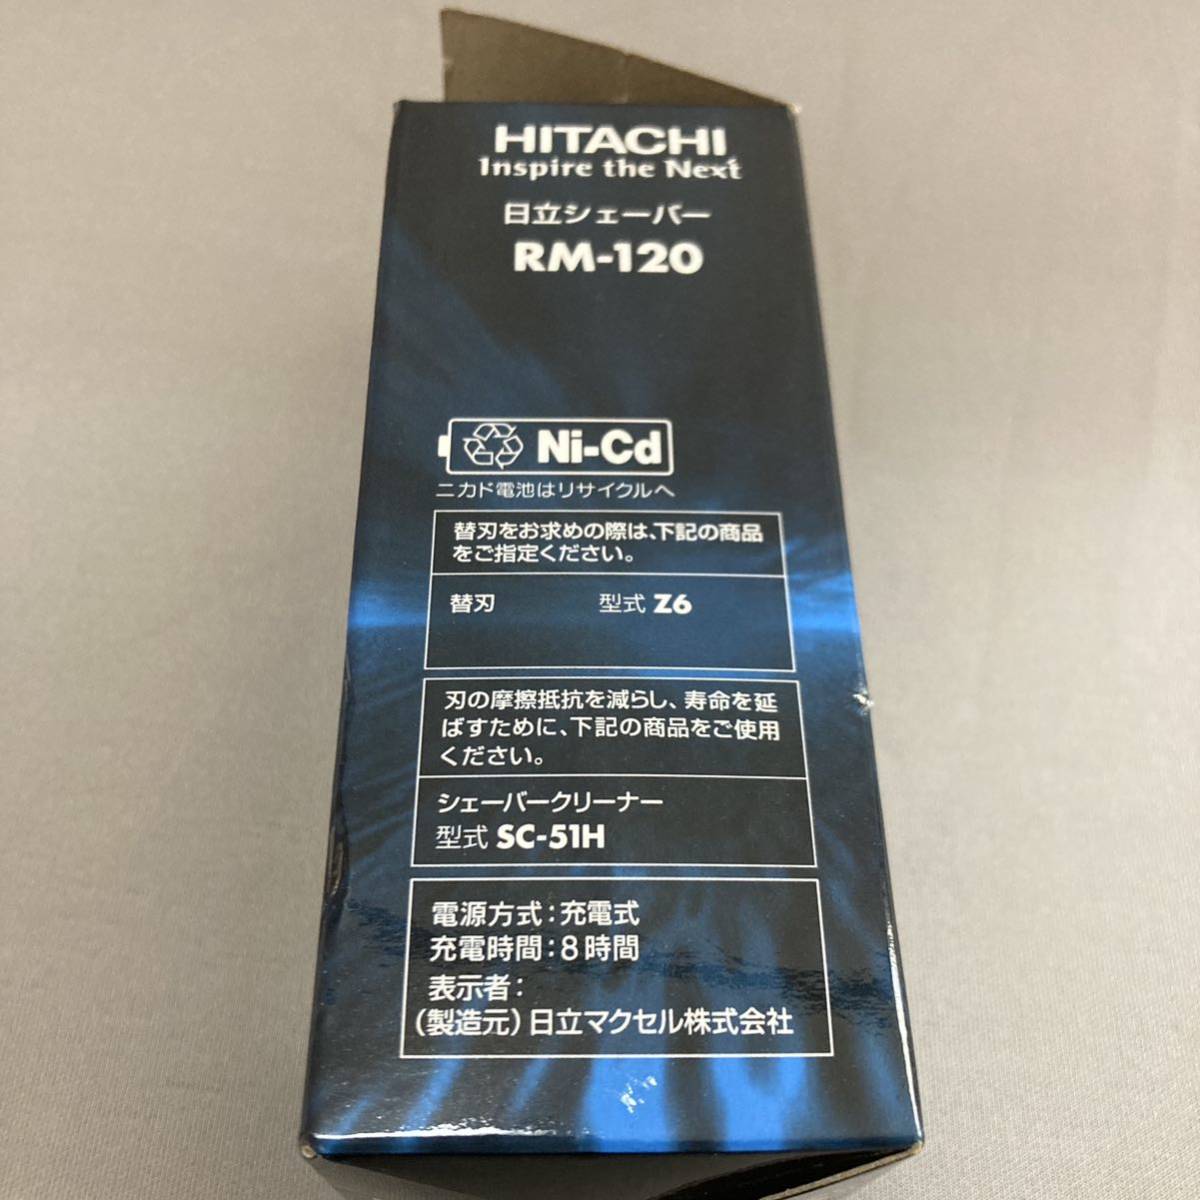 HITACHI
Inspire the Next
日立シェーバー
RM-120
Ni-Cd
ニカド電池はリサイクルへ
替刃をお求めの際は、下記の商品
をご指定ください。
替刃 型式 Z6
刃の摩擦抵抗を減らし、寿命を延
ばすために、下記の商品をご使用
ください。
シェーバークリーナー
型式 SC-51H
電源方式：充電式
充電時間：8時間
表示者：
（製造元）日立マクセル株式会社